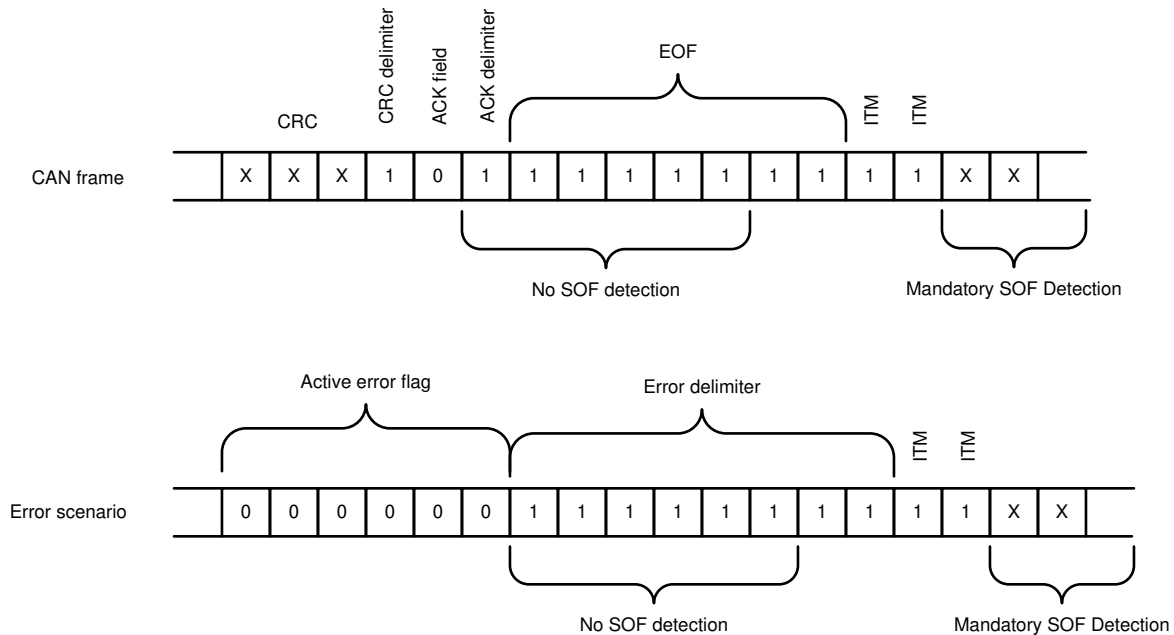 CRC delimiter
ACK field
ACK delimiter
EOF
CRC
ITM
ITM
CAN frame
X X X 1 0 1 1 1 1 1 1 1 1 1 1 X X
No SOF detection
Mandatory SOF Detection
Active error flag
Error delimiter
ITM
ITM
Error scenario
0 0 0 0 0 0 1 1 1 1 1 1 1 1 1 1 X X
No SOF detection
Mandatory SOF Detection